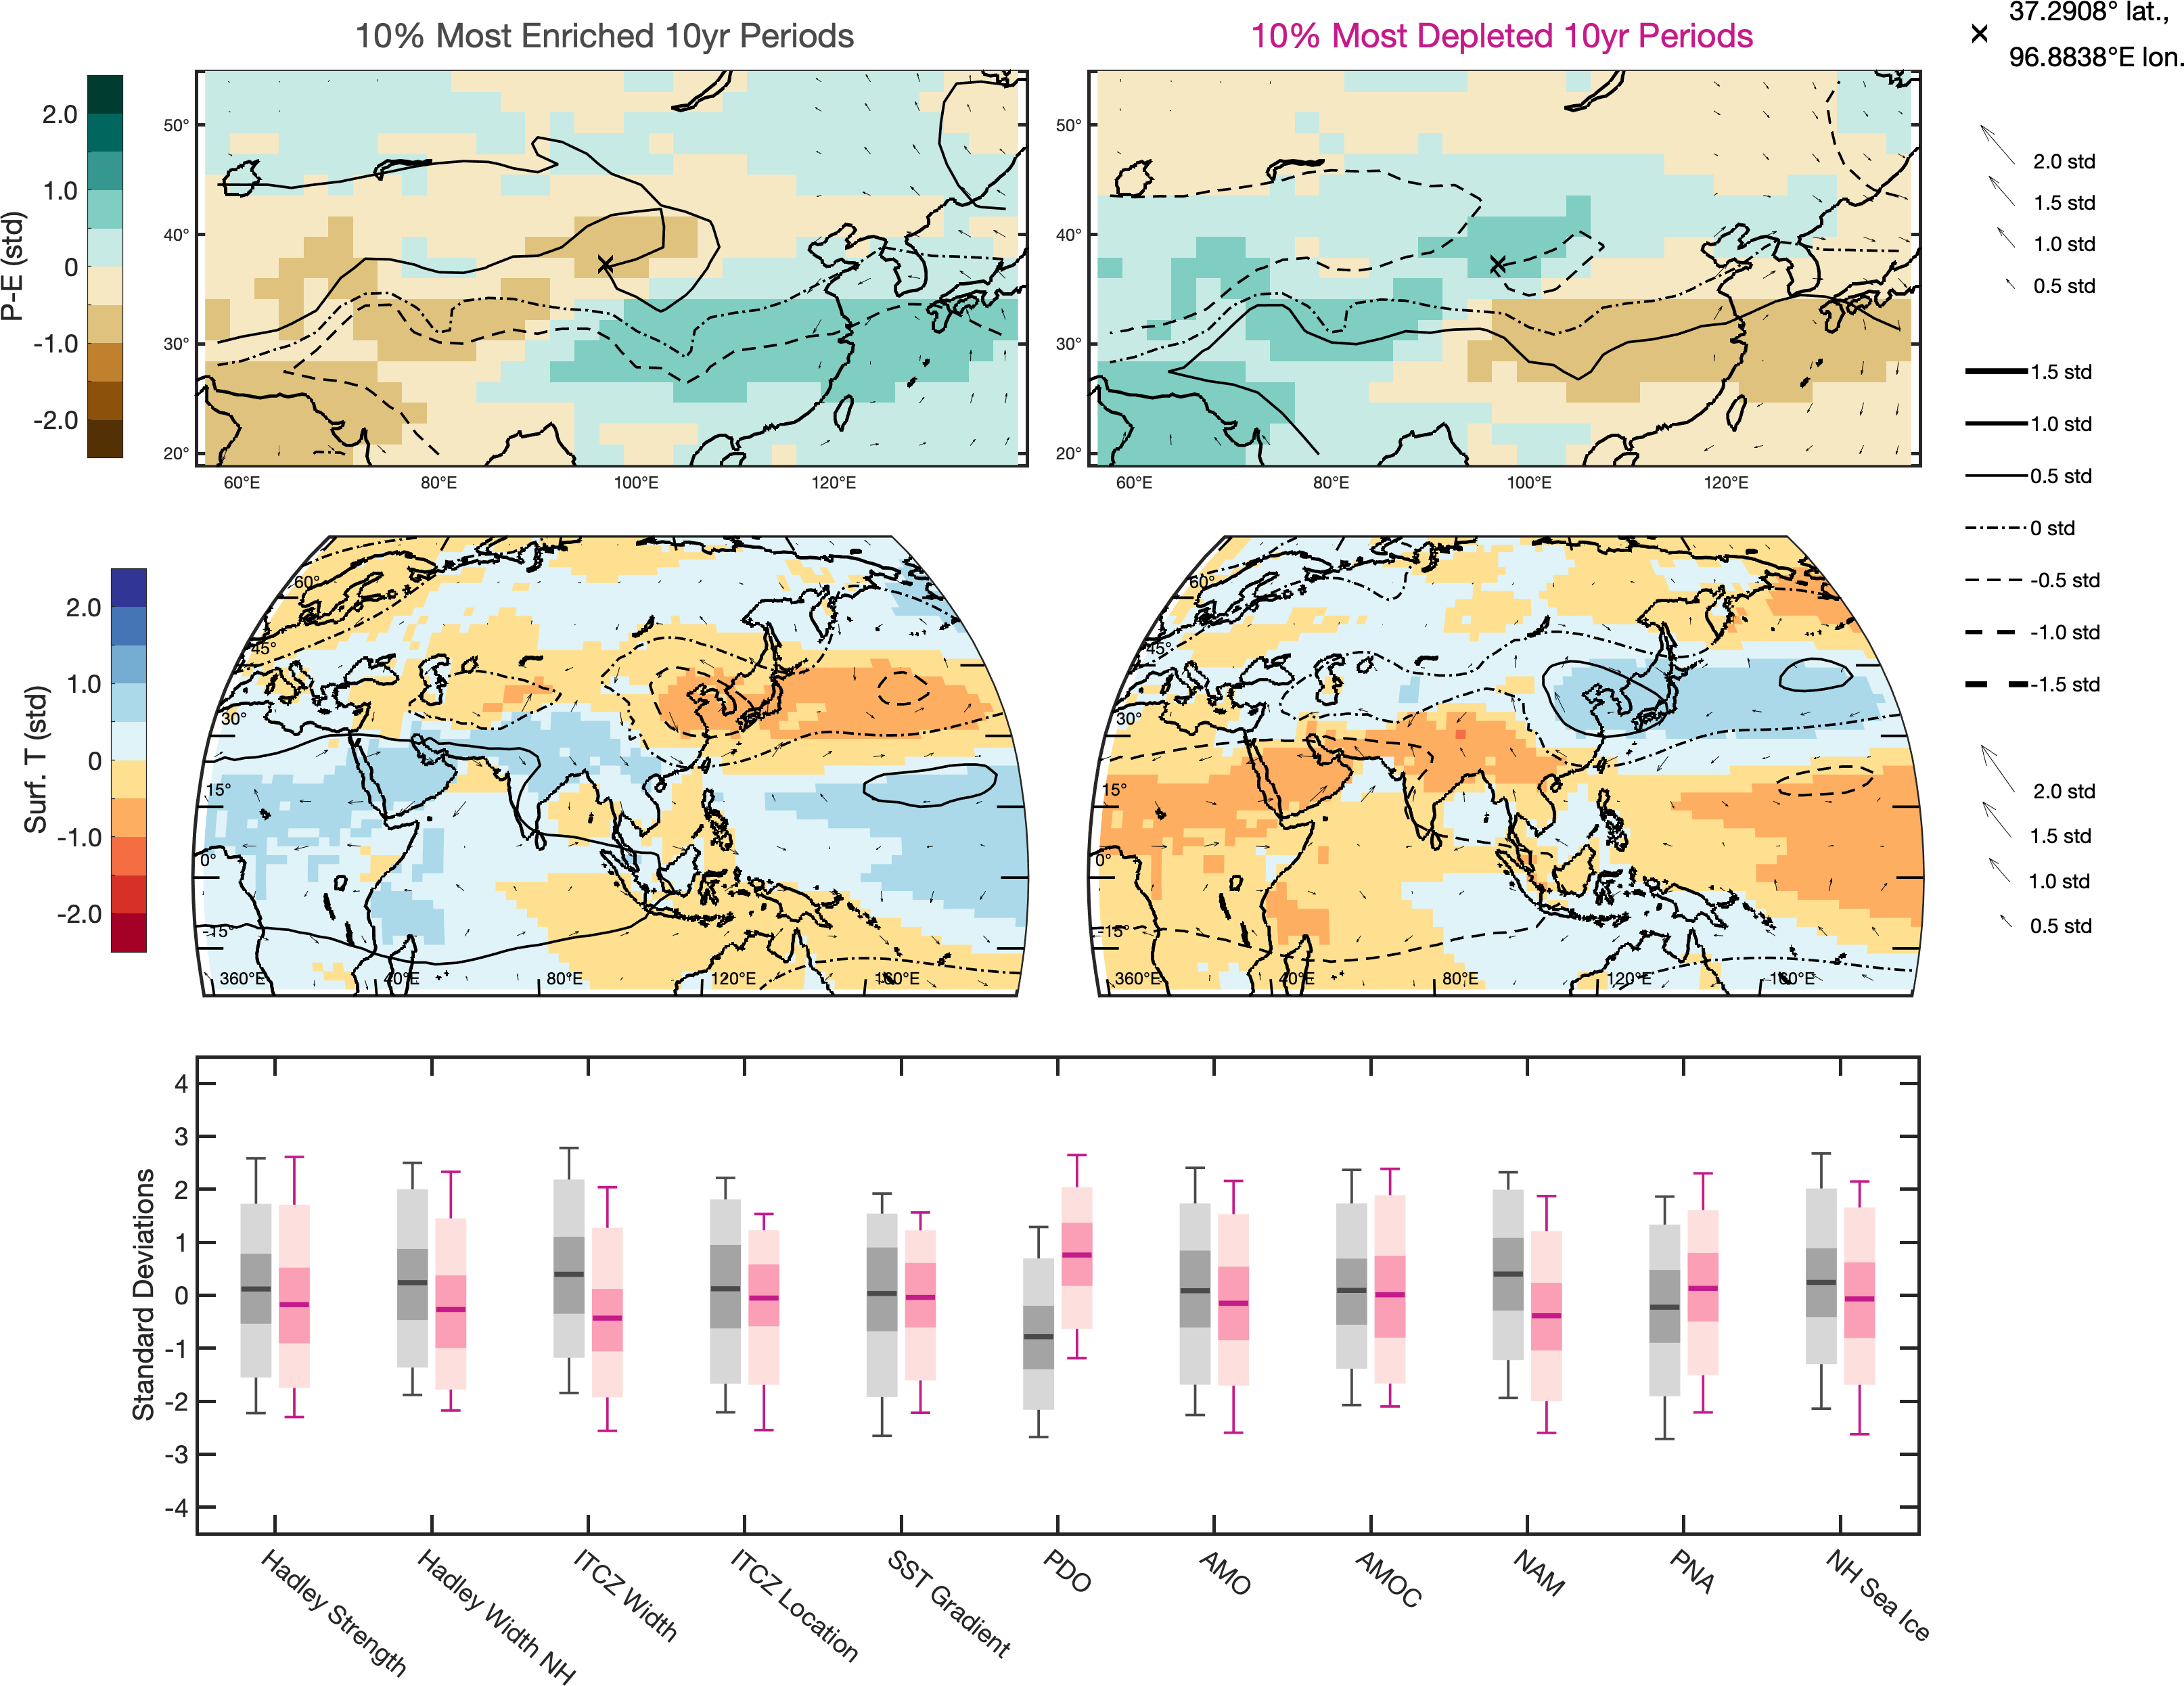 10% Most Enriched 10yr Periods
10% Most Depleted 10yr Periods
37.2908° lat.,
96.8838°E lon.
P-E (std)
2.0
1.0
0
-1.0
-2.0
50°
40°
30°
20°
60°E 80°E 100°E 120°E
50°
40°
30°
20°
60°E 80°E 100°E 120°E
2.0 std
1.5 std
1.0 std
0.5 std
1.5 std
1.0 std
0.5 std
0 std
-0.5 std
-1.0 std
-1.5 std
Surf. T (std)
2.0
1.0
0
-1.0
-2.0
60°
45°
30°
15°
0°
-15°
360°E 40°E 80°E 120°E 160°E
60°
45°
30°
15°
0°
-15°
360°E 40°E 80°E 120°E 160°E
2.0 std
1.5 std
1.0 std
0.5 std
Standard Deviations
4
3
2
1
0
-1
-2
-3
-4
Hadley Strength
Hadley Width NH
ITCZ Width
ITCZ Location
SST Gradient
PDO
AMO
AMOC
NAM
PNA
NH Sea Ice